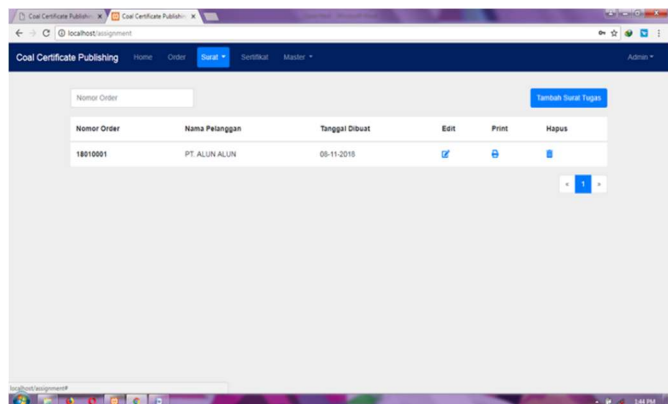 Coal Certificate Publishin
Coal Certificate Publishin
localhost/assignment
Coal Certificate Publishing Home Order Surat Sertifikat Master Admin
Nomor Order
Tambah Surat Tugas
Nomor Order Nama Pelanggan Tanggal Dibuat Edit Print Hapus
18010001 PT. ALUN ALUN 08-11-2018
« 1 »
localhost/assignment#
1:44 PM